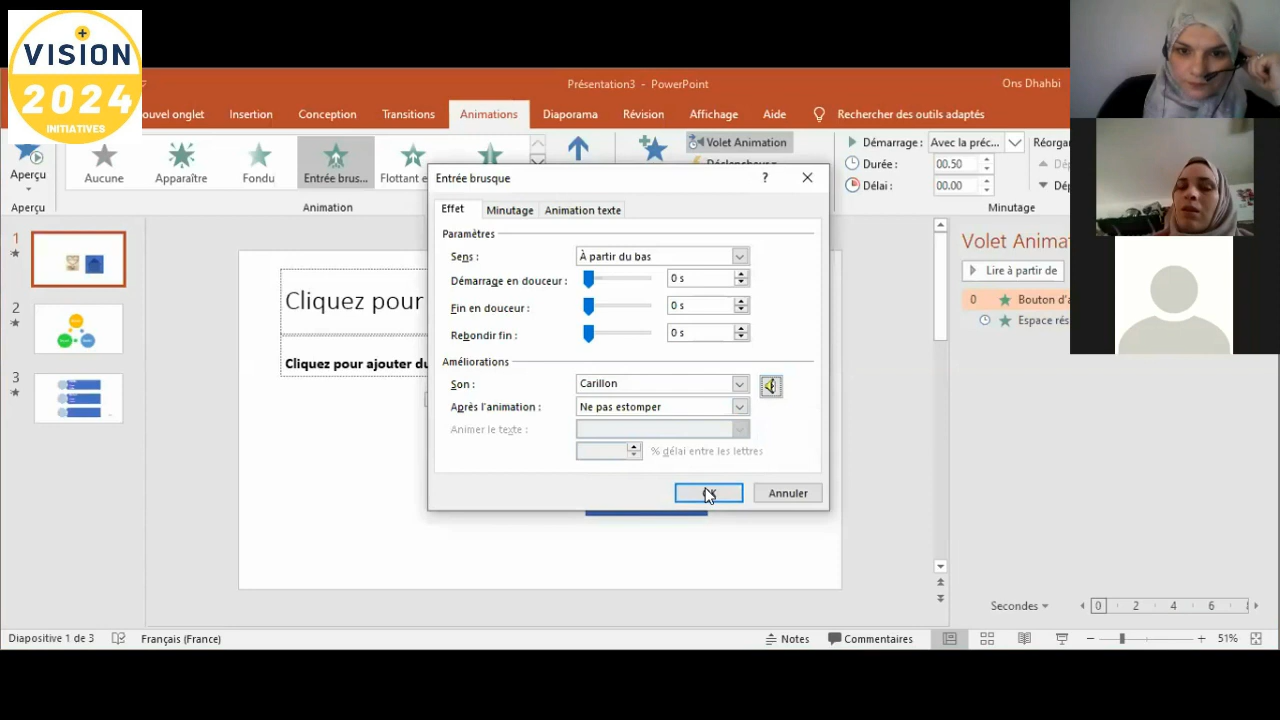 VISION
2024
INITIATIVES
Présentation3 - PowerPoint
Ons Dhahbi
ouvel onglet
Insertion
Conception
Transitions
Animations
Diaporama
Révision
Affichage
Aide
Rechercher des outils adaptés
Aperçu
Aucune
Apparaître
Fondu
Entrée brus...
Flottant e
Volet Animation
Démarrage :
Avec la préc...
Réorgan
Durée :
00.50
Délai :
00.00
Aperçu
Animation
Minutage
Entrée brusque
?
Effet
Minutage
Animation texte
Paramètres
Sens :
À partir du bas
Démarrage en douceur :
0 s
Fin en douceur :
0 s
Rebondir fin :
0 s
Améliorations
Son :
Carillon
Après l'animation :
Ne pas estomper
Animer le texte :
% délai entre les lettres
Annuler
1
2
3
Cliquez pour
Cliquez pour ajouter du
Volet Anima
Lire à partir de
0
Bouton d'a
Espace rés
Secondes
0
2
4
6
Diapositive 1 de 3
Français (France)
Notes
Commentaires
51%